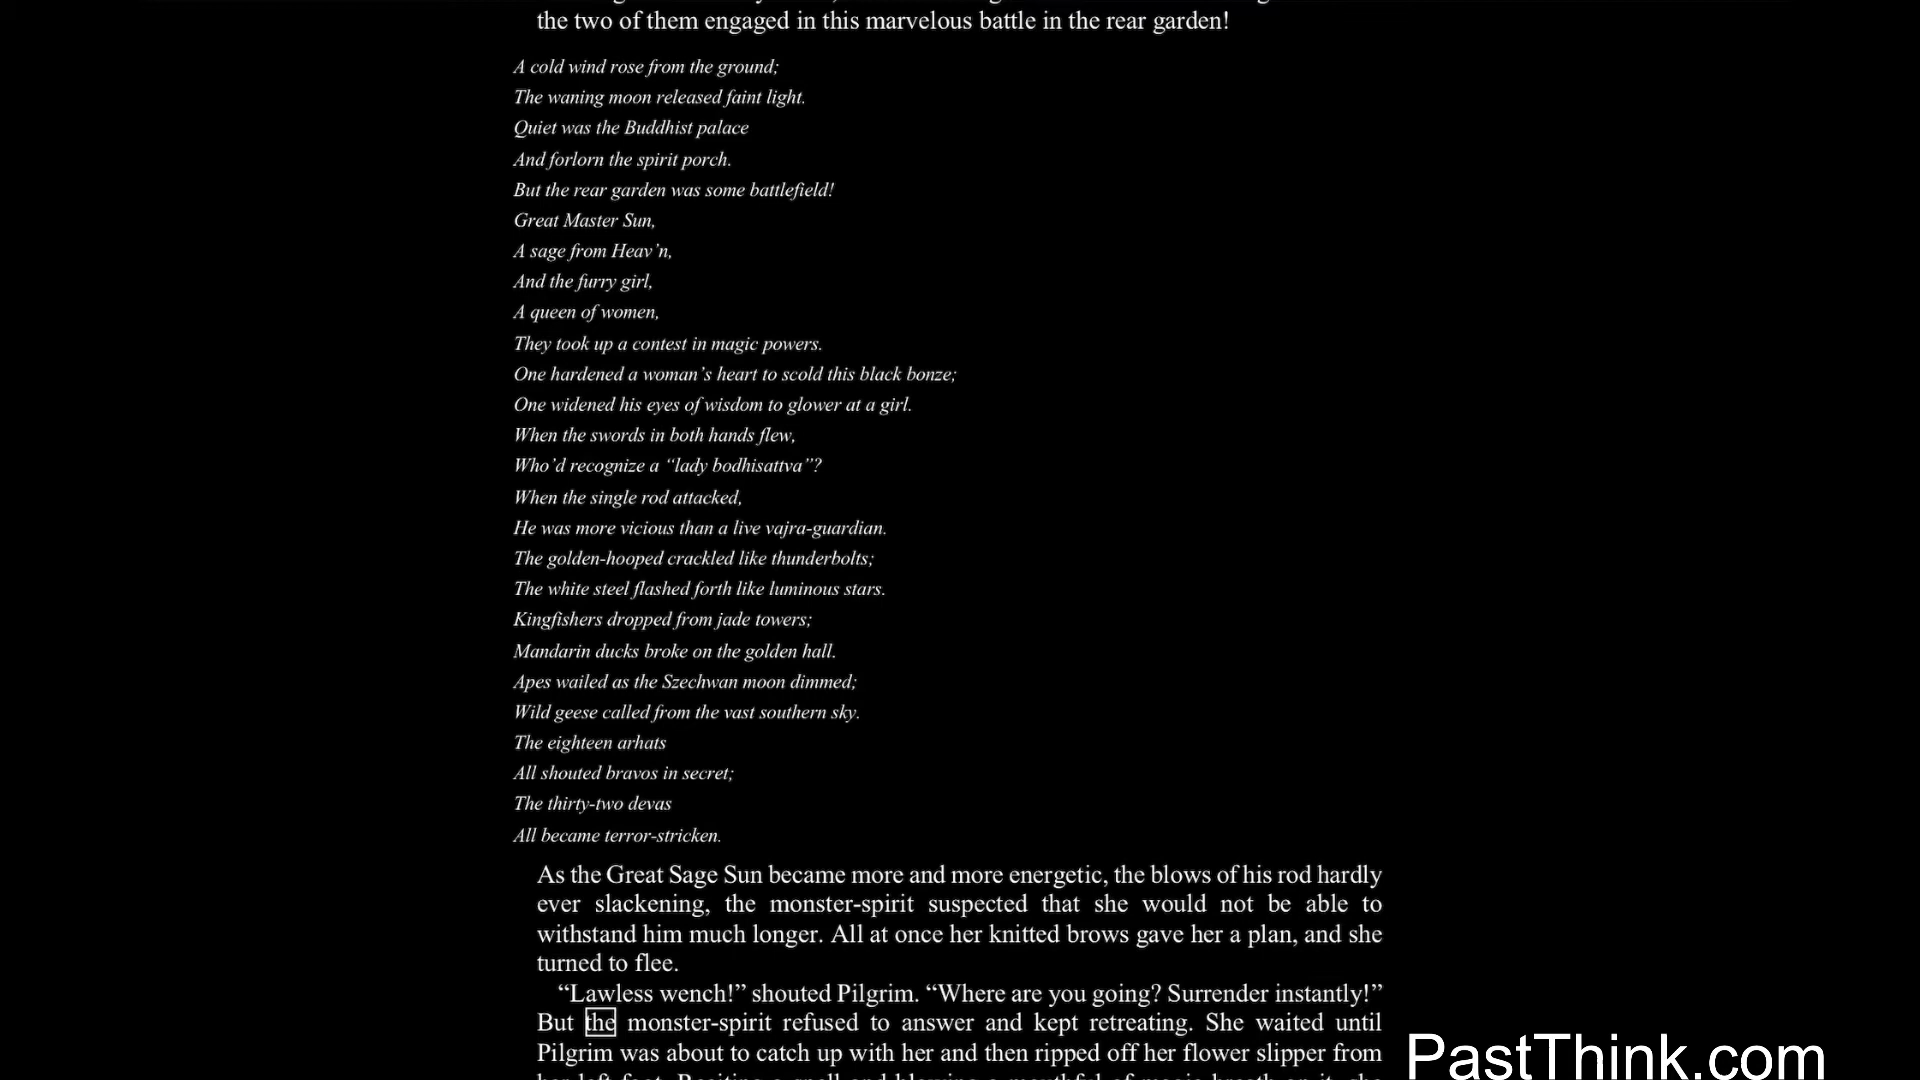 the two of them engaged in this marvelous battle in the rear garden!
A cold wind rose from the ground;
The waning moon released faint light.
Quiet was the Buddhist palace
And forlorn the spirit porch.
But the rear garden was some battlefield!
Great Master Sun,
A sage from Heav’n,
And the furry girl,
A queen of women,
They took up a contest in magic powers.
One hardened a woman’s heart to scold this black bonze;
One widened his eyes of wisdom to glower at a girl.
When the swords in both hands flew,
Who’d recognize a “lady bodhisattva”?
When the single rod attacked,
He was more vicious than a live vajra-guardian.
The golden-hooped crackled like thunderbolts;
The white steel flashed forth like luminous stars.
Kingfishers dropped from jade towers;
Mandarin ducks broke on the golden hall.
Apes wailed as the Szechwan moon dimmed;
Wild geese called from the vast southern sky.
The eighteen arhats
All shouted bravos in secret;
The thirty-two devas
All became terror-stricken.
As the Great Sage Sun became more and more energetic, the blows of his rod hardly
ever slackening, the monster-spirit suspected that she would not be able to
withstand him much longer. All at once her knitted brows gave her a plan, and she
turned to flee.
“Lawless wench!” shouted Pilgrim. “Where are you going? Surrender instantly!”
But the monster-spirit refused to answer and kept retreating. She waited until
Pilgrim was about to catch up with her and then ripped off her flower slipper from
PastThink.com